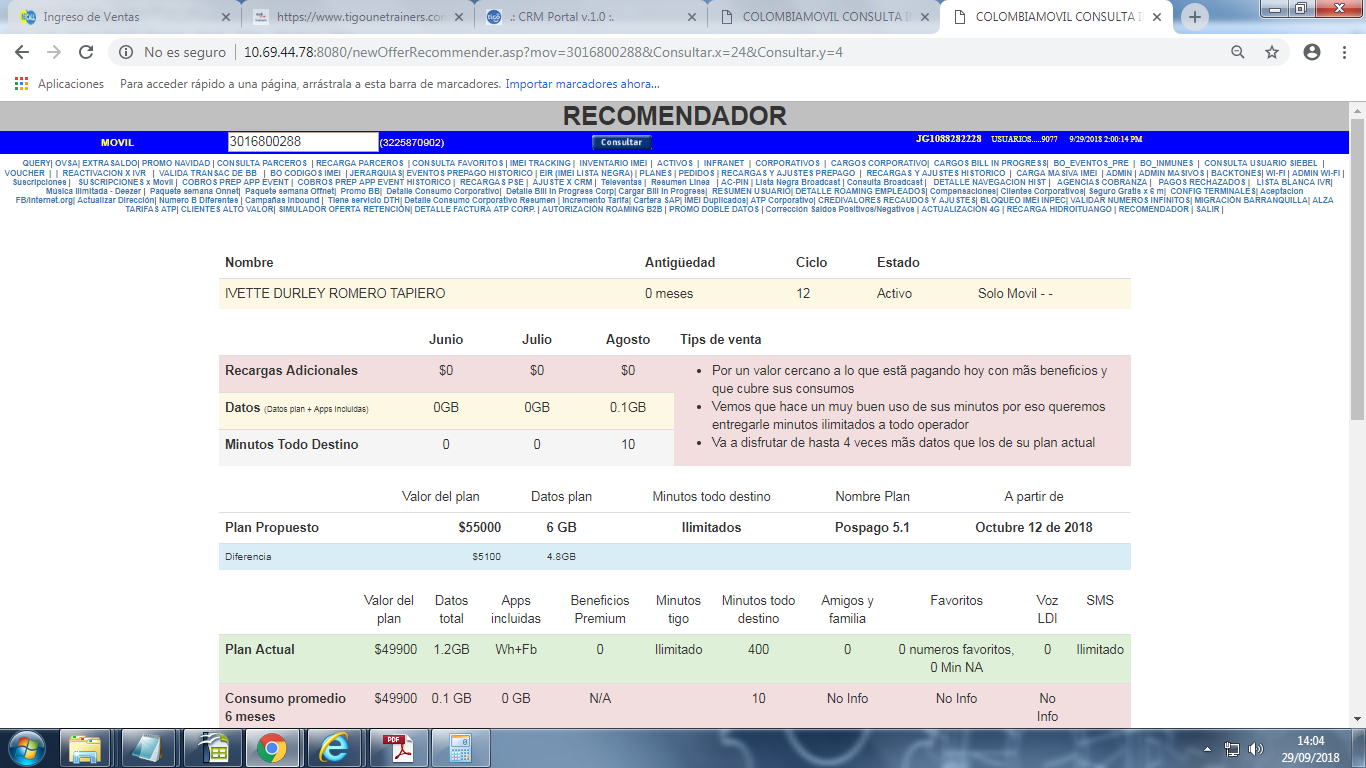 Ingreso de Ventas
https://www.tigounetrainers.com
.: CRM Portal v.1.0 :.
COLOMBIAMOVIL CONSULTA I
COLOMBIAMOVIL CONSULTA I
No es seguro | 10.69.44.78:8080/newOfferRecommender.asp?mov=3016800288&Consultar.x=24&Consultar.y=4
Aplicaciones Para acceder rápido a una página, arrástrala a esta barra de marcadores. Importar marcadores ahora...
RECOMENDADOR
MOVIL 3016800288 (3225870902) Consultar JG1088282228 USUARIOS.....9077 9/29/2018 2:00:14 PM
QUERY| OVSA| EXTRASALDO| PROMO NAVIDAD | CONSULTA PARCEROS | RECARGA PARCEROS | CONSULTA FAVORITOS | IMEI TRACKING | INVENTARIO IMEI | ACTIVOS | INFRANET | CORPORATIVOS | CARGOS CORPORATIVO| CARGOS BILL IN PROGRESS| BO_EVENTOS_PRE | BO_INMUNES | CONSULTA USUARIO SIEBEL |
VOUCHER | | REACTIVACION X IVR | VALIDA TRANSAC DE BB | BO CODIGOS IMEI | JERARQUIAS| EVENTOS PREPAGO HISTORICO | EIR (IMEI LISTA NEGRA) | PLANES | PEDIDOS | RECARGAS Y AJUSTES PREPAGO | RECARGAS Y AJUSTES HISTORICO | CARGA MASIVA IMEI | ADMIN | ADMIN MASIVOS | BACKTONES| WI-FI | ADMIN WI-FI |
Suscripciones | SUSCRIPCIONES x Movil | COBROS PREP APP EVENT | COBROS PREP APP EVENT HISTORICO | RECARGAS PSE | AJUSTE X CRM | Televentas | Resumen Linea | AC-PIN | Lista Negra Broadcast | Consulta Broadcast | DETALLE NAVEGACION HIST | AGENCIAS COBRANZA | PAGOS RECHAZADOS | LISTA BLANCA IVR|
Musica Ilimitada - Deezer| Paquete semana Onnet| Paquete semana Offnet| Promo BB| Detalle Consumo Corporativo| Detalle Bill In Progress Corp| Cargar Bill In Progres| RESUMEN USUARIO| DETALLE ROAMING EMPLEADOS| Compensaciones| Clientes Corporativos| Seguro Gratis x 6 m| CONFIG TERMINALES| Aceptacion
FB/internet.org| Actualizar Dirección| Numero B Diferentes | Campañas Inbound | Tiene servicio DTH| Detalle Consumo Corporativo Resumen | Incremento Tarifa| Cartera SAP| IMEI Duplicados| ATP Corporativo| CREDIVALORES RECAUDOS Y AJUSTES| BLOQUEO IMEI INPEC| VALIDAR NUMEROS INFINITOS| MIGRACIÓN BARRANQUILLA| ALZA
TARIFAS ATP| CLIENTES ALTO VALOR| SIMULADOR OFERTA RETENCIÓN| DETALLE FACTURA ATP CORP. | AUTORIZACIÓN ROAMING B2B | PROMO DOBLE DATOS | Corrección Saldos Positivos/Negativos | ACTUALIZACIÓN 4G | RECARGA HIDROITUANGO | RECOMENDADOR | SALIR |
Nombre Antigüedad Ciclo Estado
IVETTE DURLEY ROMERO TAPIERO 0 meses 12 Activo Solo Movil - -
Junio Julio Agosto Tips de venta
Recargas Adicionales $0 $0 $0
Datos (Datos plan + Apps incluidas) 0GB 0GB 0.1GB
Minutos Todo Destino 0 0 10
• Por un valor cercano a lo que estã pagando hoy con mãs beneficios y
que cubre sus consumos
• Vemos que hace un muy buen uso de sus minutos por eso queremos
entregarle minutos ilimitados a todo operador
• Va a disfrutar de hasta 4 veces mãs datos que los de su plan actual
Valor del plan Datos plan Minutos todo destino Nombre Plan A partir de
Plan Propuesto $55000 6 GB Ilimitados Pospago 5.1 Octubre 12 de 2018
Diferencia $5100 4.8GB
Valor del plan Datos total Apps incluidas Beneficios Premium Minutos tigo Minutos todo destino Amigos y familia Favoritos Voz LDI SMS
Plan Actual $49900 1.2GB Wh+Fb 0 Ilimitado 400 0 0 numeros favoritos, 0 Min NA 0 Ilimitado
Consumo promedio 6 meses $49900 0.1 GB 0 GB N/A 10 No Info No Info No Info
14:04
29/09/2018